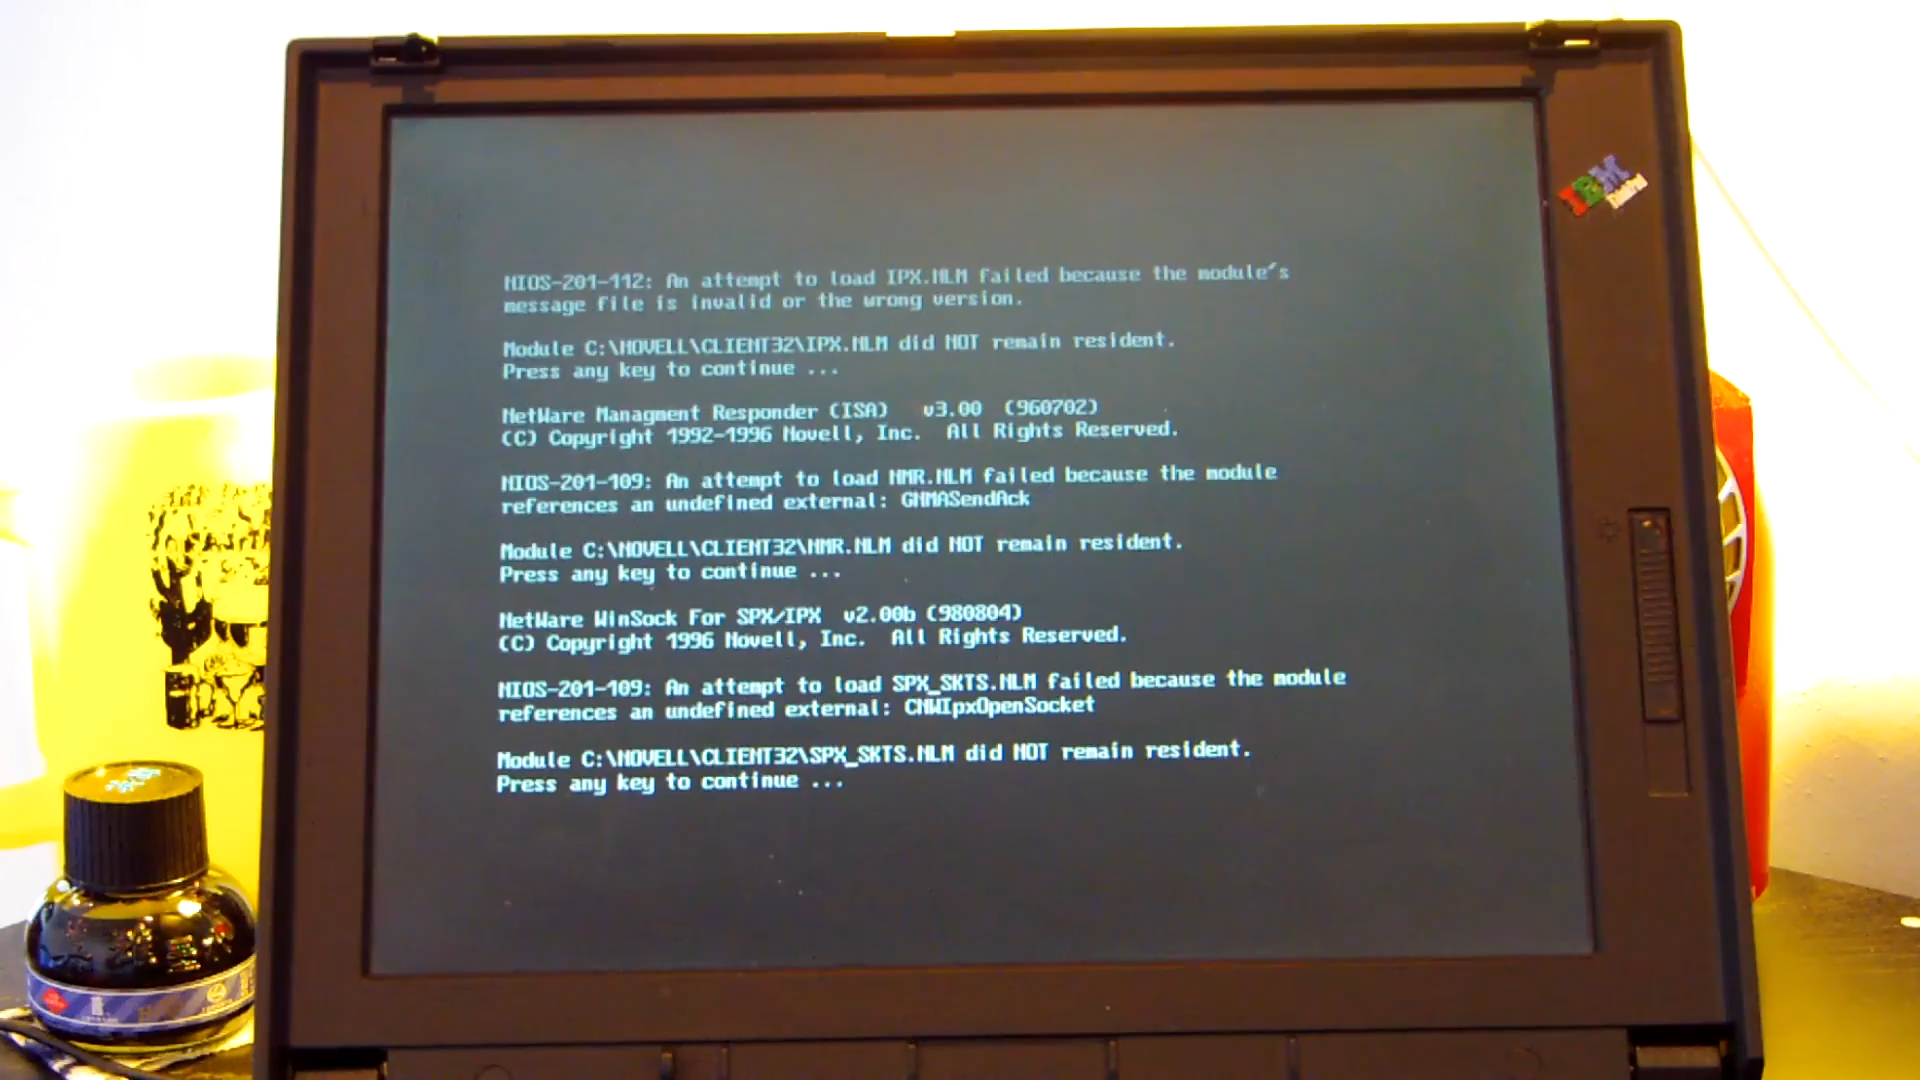 IBM
ThinkPad
NIOS-201-112: An attempt to load IPX.NLM failed because the module's
message file is invalid or the wrong version.
Module C:\NOVELL\CLIENT32\IPX.NLM did NOT remain resident.
Press any key to continue ...
NetWare Managment Responder (ISA)   v3.00  (960702)
(C) Copyright 1992-1996 Novell, Inc.  All Rights Reserved.
NIOS-201-109: An attempt to load NMR.NLM failed because the module
references an undefined external: GNMASendAck
Module C:\NOVELL\CLIENT32\NMR.NLM did NOT remain resident.
Press any key to continue ...
NetWare WinSock For SPX/IPX  v2.00b (980804)
(C) Copyright 1996 Novell, Inc.  All Rights Reserved.
NIOS-201-109: An attempt to load SPX_SKTS.NLM failed because the module
references an undefined external: CNWIpxOpenSocket
Module C:\NOVELL\CLIENT32\SPX_SKTS.NLM did NOT remain resident.
Press any key to continue ...